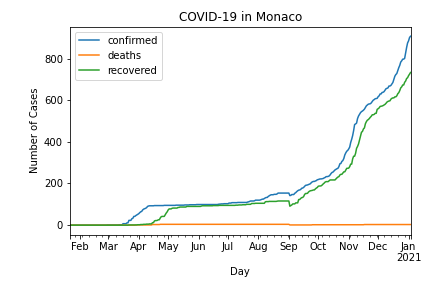 COVID-19 in Monaco
confirmed
deaths
recovered
Number of Cases
800
600
400
200
0
Feb Mar Apr May Jun Jul Aug Sep Oct Nov Dec Jan
2021
Day